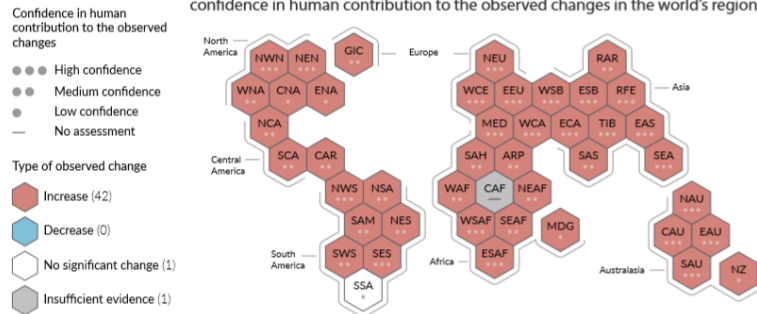 confidence in human contribution to the observed changes in the world's region
Confidence in human
contribution to the observed
changes
High confidence
Medium confidence
Low confidence
No assessment
Type of observed change
Increase (42)
Decrease (0)
No significant change (1)
Insufficient evidence (1)
North
America
NWN NEN GIC
WNA CNA ENA
NCA
Central
America
SCA CAR
NWS NSA
SAM NES
South
America
SWS SES
SSA
Europe
NEU RAR
WCE EEU WSB ESB RFE
Asia
MED WCA ECA TIB EAS
SAH ARP SAS SEA
WAF CAF NEAF
WSAF SEAF MDG
Africa
ESAF
NAU
CAU EAU
Australasia
SAU NZ